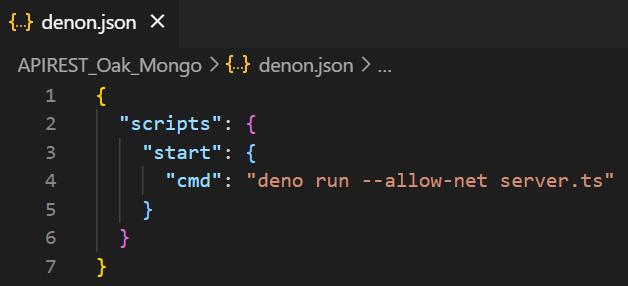 {...} denon.json ×
APIREST_Oak_Mongo > {...} denon.json > ...
1 {
2 "scripts": {
3 "start": {
4 "cmd": "deno run --allow-net server.ts"
5 }
6 }
7 }